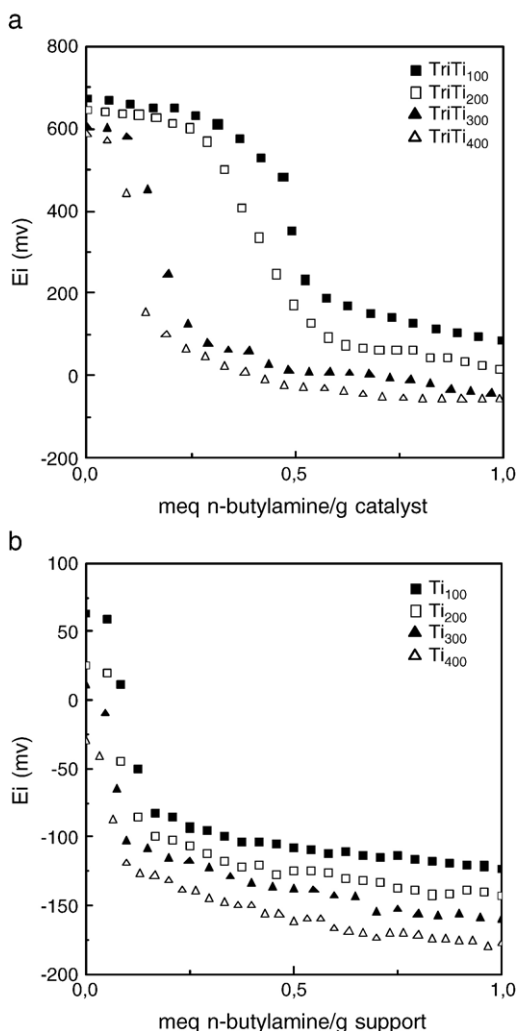 a
800
600
400
200
0
-200
Ei (mv)
TriTi100
TriTi200
TriTi300
TriTi400
0,0 0,5 1,0
meq n-butylamine/g catalyst
b
100
50
0
-50
-100
-150
-200
Ei (mv)
Ti100
Ti200
Ti300
Ti400
0,0 0,5 1,0
meq n-butylamine/g support